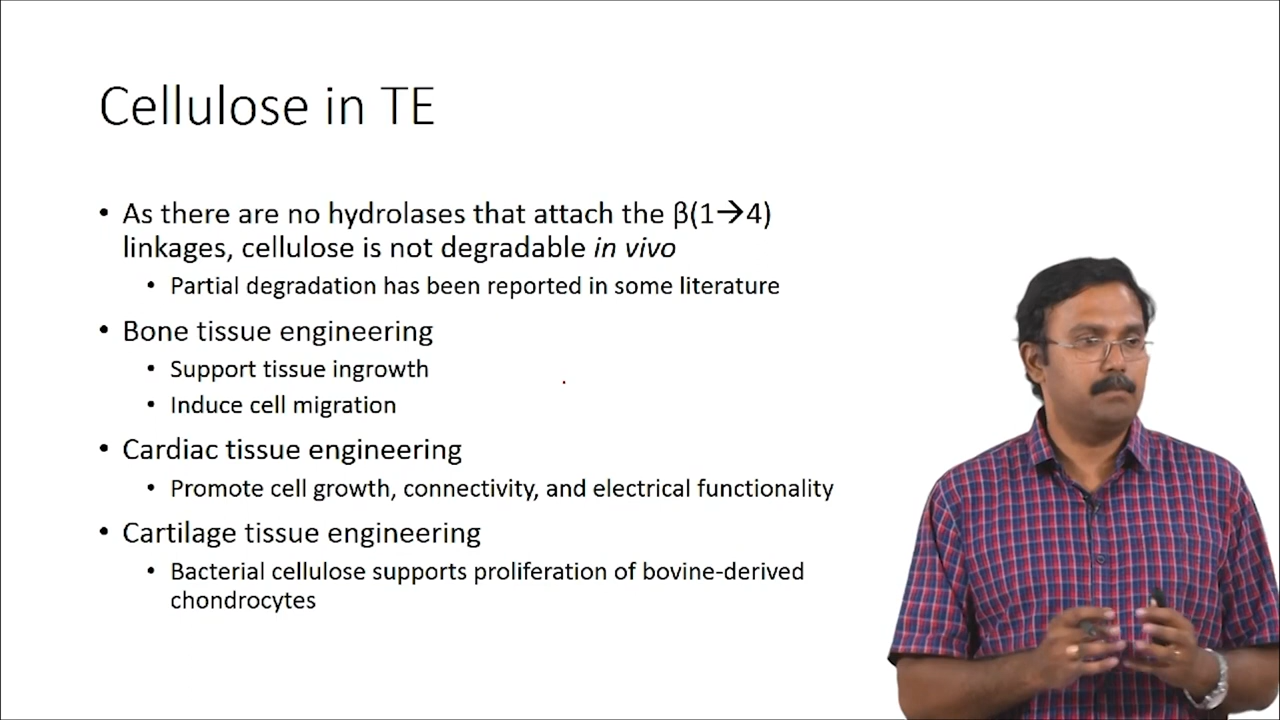 Cellulose in TE
• As there are no hydrolases that attach the β(1→4)
linkages, cellulose is not degradable in vivo
• Partial degradation has been reported in some literature
• Bone tissue engineering
• Support tissue ingrowth
• Induce cell migration
• Cardiac tissue engineering
• Promote cell growth, connectivity, and electrical functionality
• Cartilage tissue engineering
• Bacterial cellulose supports proliferation of bovine-derived
chondrocytes